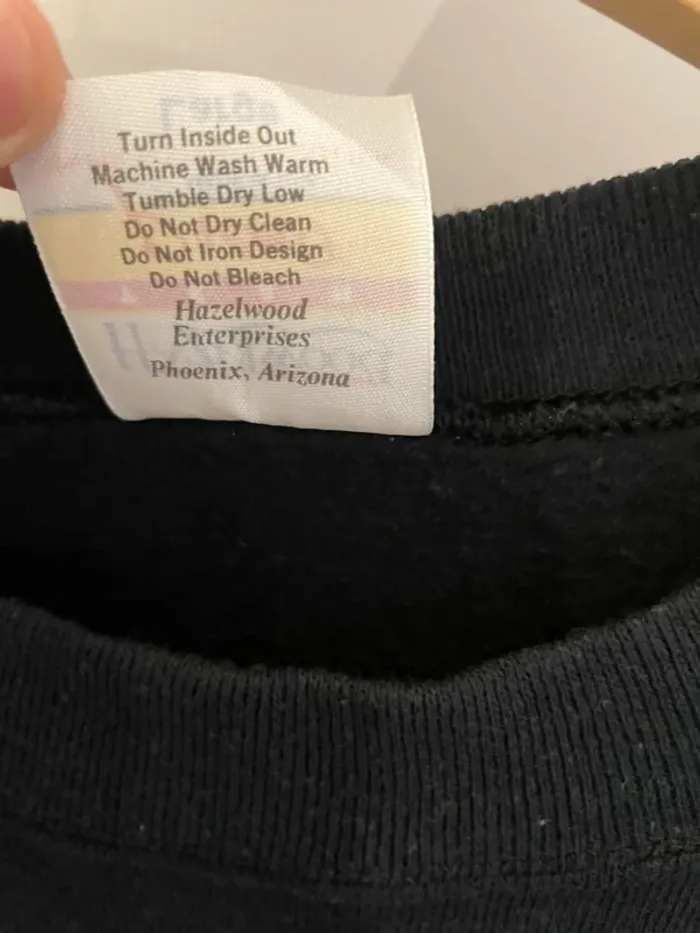 Turn Inside Out
Machine Wash Warm
Tumble Dry Low
Do Not Dry Clean
Do Not Iron Design
Do Not Bleach
Hazelwood
Enterprises
Phoenix, Arizona